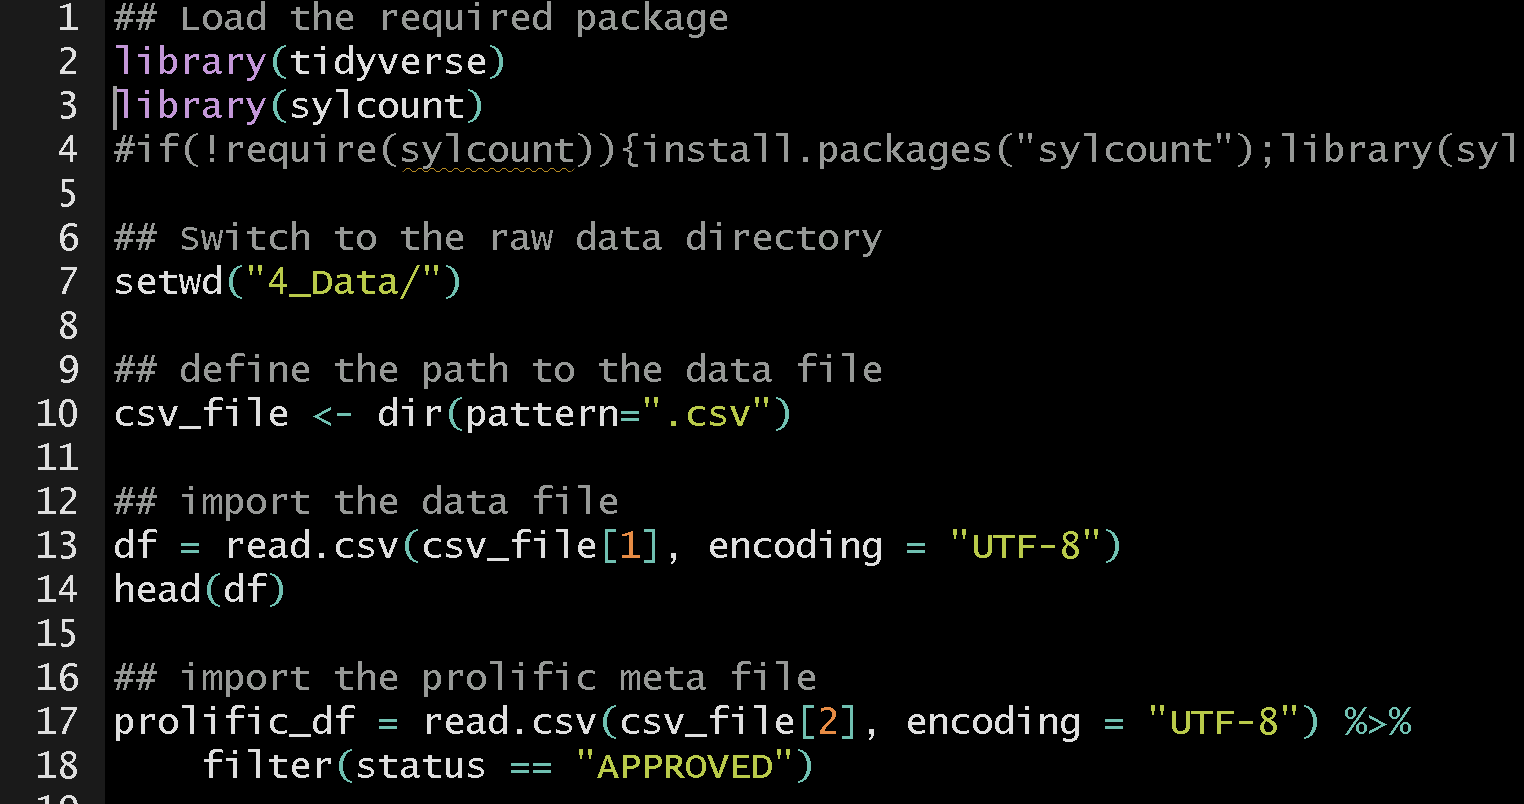 1 ## Load the required package
2 library(tidyverse)
3 library(sylcount)
4 #if(!require(sylcount)){install.packages("sylcount");library(syl
5
6 ## Switch to the raw data directory
7 setwd("4_Data/")
8
9 ## define the path to the data file
10 csv_file <- dir(pattern=".csv")
11
12 ## import the data file
13 df = read.csv(csv_file[1], encoding = "UTF-8")
14 head(df)
15
16 ## import the prolific meta file
17 prolific_df = read.csv(csv_file[2], encoding = "UTF-8") %>%
18     filter(status == "APPROVED")